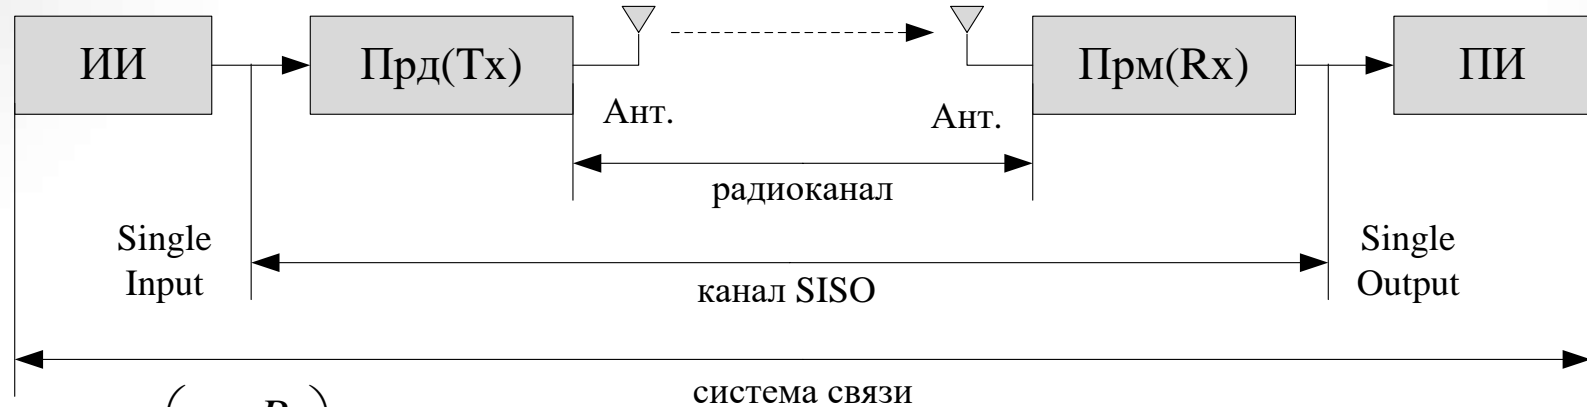 ИИ
Прд(Tx)
Прм(Rx)
ПИ
Ант.
Ант.
радиоканал
Single
Input
Single
Output
канал SISO
система связи